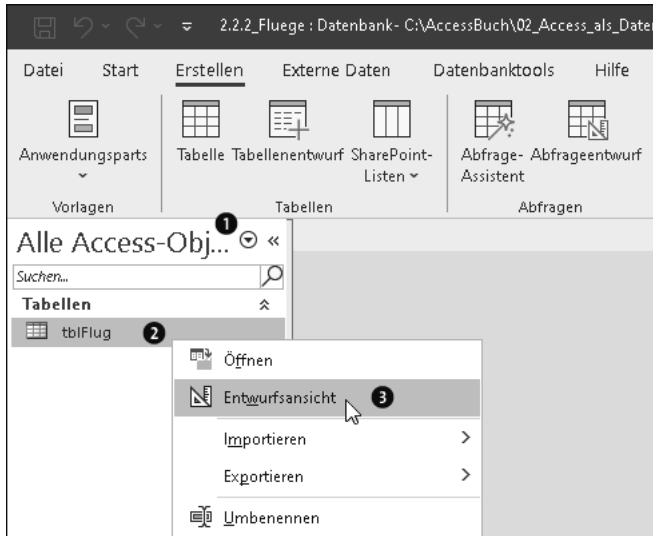 2.2.2_Fluege : Datenbank- C:\AccessBuch\02_Access_als_Date
Datei Start Erstellen Externe Daten Datenbanktools Hilfe
Anwendungsparts
Tabelle Tabellenentwurf SharePoint-
Listen
Abfrage- Abfrageentwurf
Assistent
Vorlagen Tabellen Abfragen
1
Alle Access-Obj...
Suchen...
Tabellen
tblFlug 2
Öffnen
Entwurfsansicht 3
Importieren
Exportieren
Umbenennen